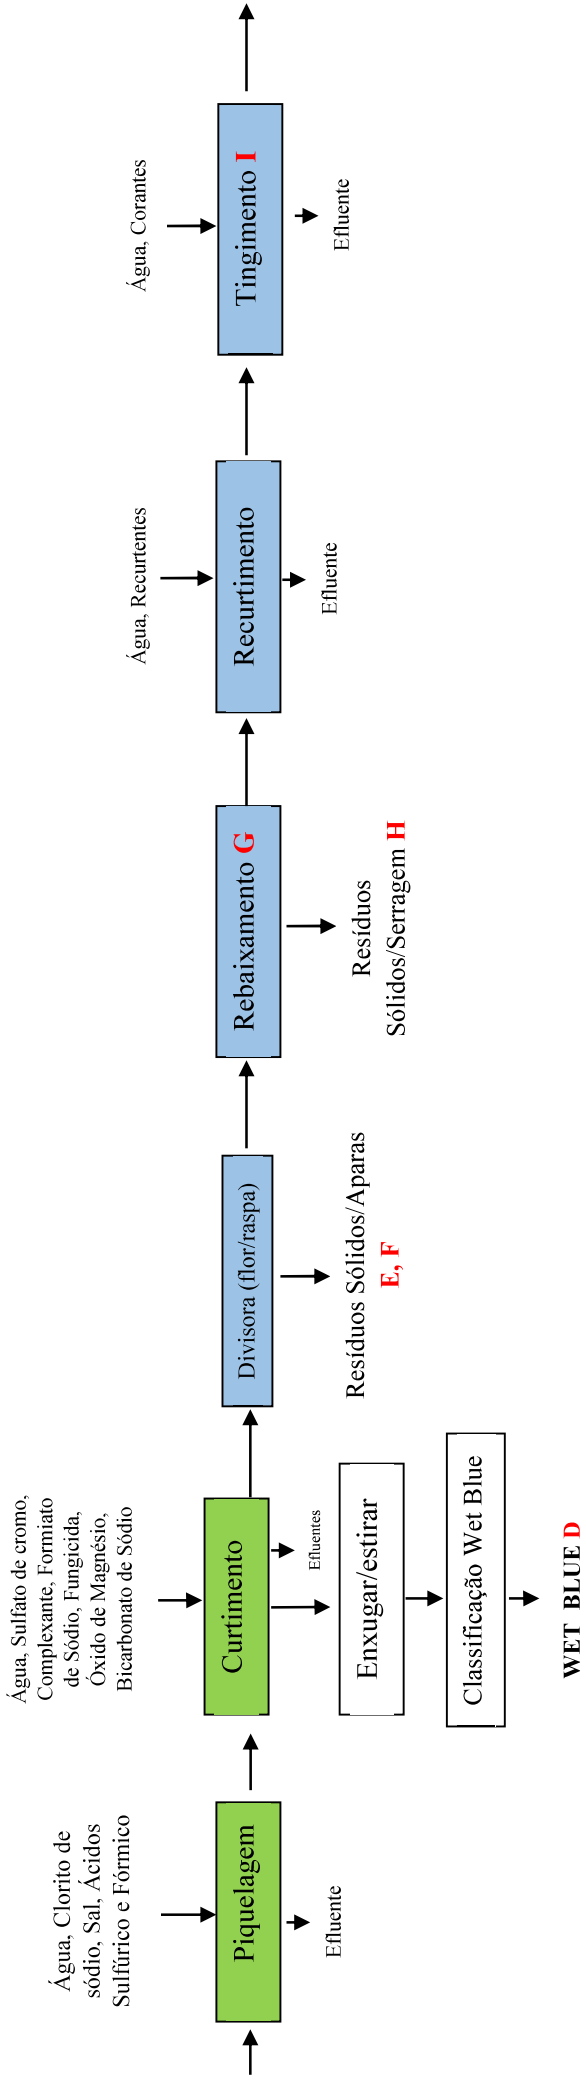 Água, Clorito de
sódio, Sal, Ácidos
Sulfúrico e Fórmico
Piquelagem
Efluente
Água, Sulfato de cromo,
Complexante, Formiato
de Sódio, Fungicida,
Óxido de Magnésio,
Bicarbonato de Sódio
Curtimento
Efluentes
Enxugar/estirar
Classificação Wet Blue
WET BLUE D
Divisora (flor/raspa)
Resíduos Sólidos/Aparas
E, F
Rebaixamento G
Resíduos
Sólidos/Serragem H
Água, Recurtentes
Recurtimento
Efluente
Água, Corantes
Tingimento I
Efluente